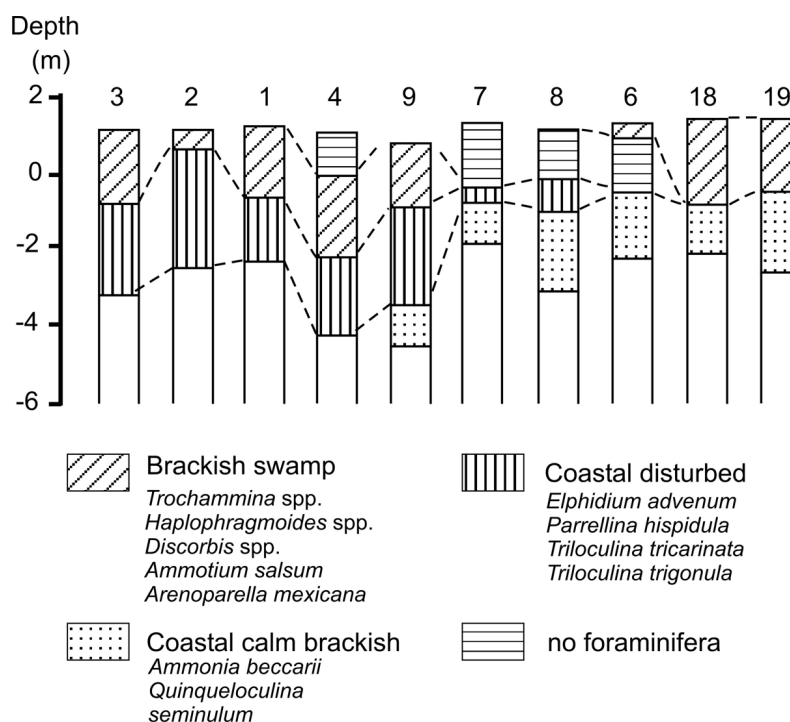 Depth
(m)
3 2 1 4 9 7 8 6 18 19
2
0
-2
-4
-6
Brackish swamp
Trochammina spp.
Haplophragmoides spp.
Discorbis spp.
Ammotium salsum
Arenoparella mexicana
Coastal disturbed
Elphidium advenum
Parrellina hispidula
Triloculina tricarinata
Triloculina trigonula
Coastal calm brackish
Ammonia beccarii
Quinqueloculina
seminulum
no foraminifera